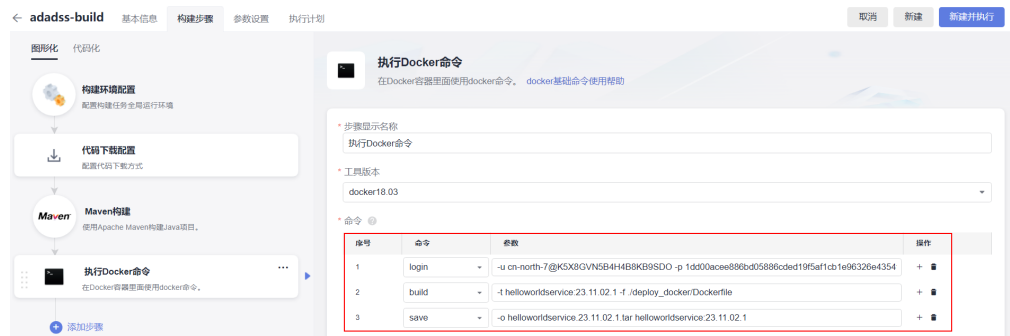 ← adadss-build 基本信息 构建步骤 参数设置 执行计划 取消 新建 新建并执行
图形化 代码化
构建环境配置
配置构建任务全局运行环境
代码下载配置
配置代码下载方式
Maven
Maven构建
使用Apache Maven构建Java项目。
执行Docker命令
在Docker容器里面使用docker命令。
添加步骤
执行Docker命令
在Docker容器里面使用docker命令。 docker基础命令使用帮助
* 步骤显示名称
执行Docker命令
* 工具版本
docker18.03
* 命令
序号 命令 参数 操作
1 login -u cn-north-7@K5X8GVN5B4H4B8KB9SDO -p 1dd00acee886bd05886cded19f5af1cb1e96326e4354
2 build -t helloworldservice:23.11.02.1 -f ./deploy_docker/Dockerfile
3 save -o helloworldservice:23.11.02.1.tar helloworldservice:23.11.02.1